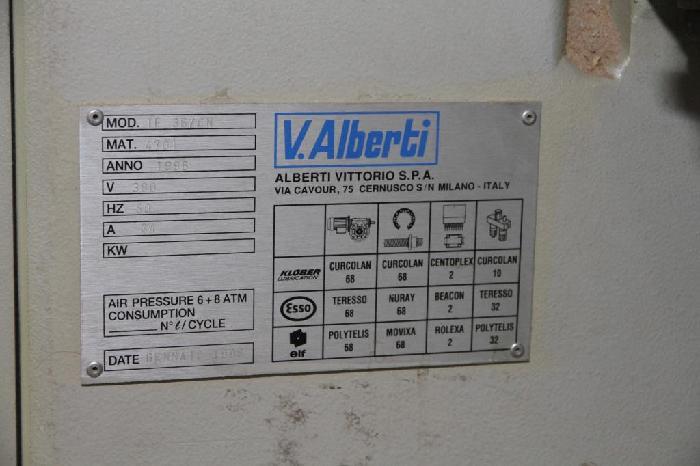 MOD.
MAT.
ANNO
V 380
HZ
A
KW
AIR PRESSURE 6÷8 ATM
CONSUMPTION
N°ℓ/CYCLE
DATE GENNAIO
V.Alberti
ALBERTI VITTORIO S.P.A.
VIA CAVOUR, 75 CERNUSCO S/N MILANO - ITALY
KLÜBER LUBRICATION CURCOLAN 68 CURCOLAN 68 CENTOPLEX 2 CURCOLAN 10
Esso TERESSO 68 NURAY 68 BEACON 2 TERESSO 32
elf POLYTELIS 68 MOVIXA 68 ROLEXA 2 POLYTELIS 32